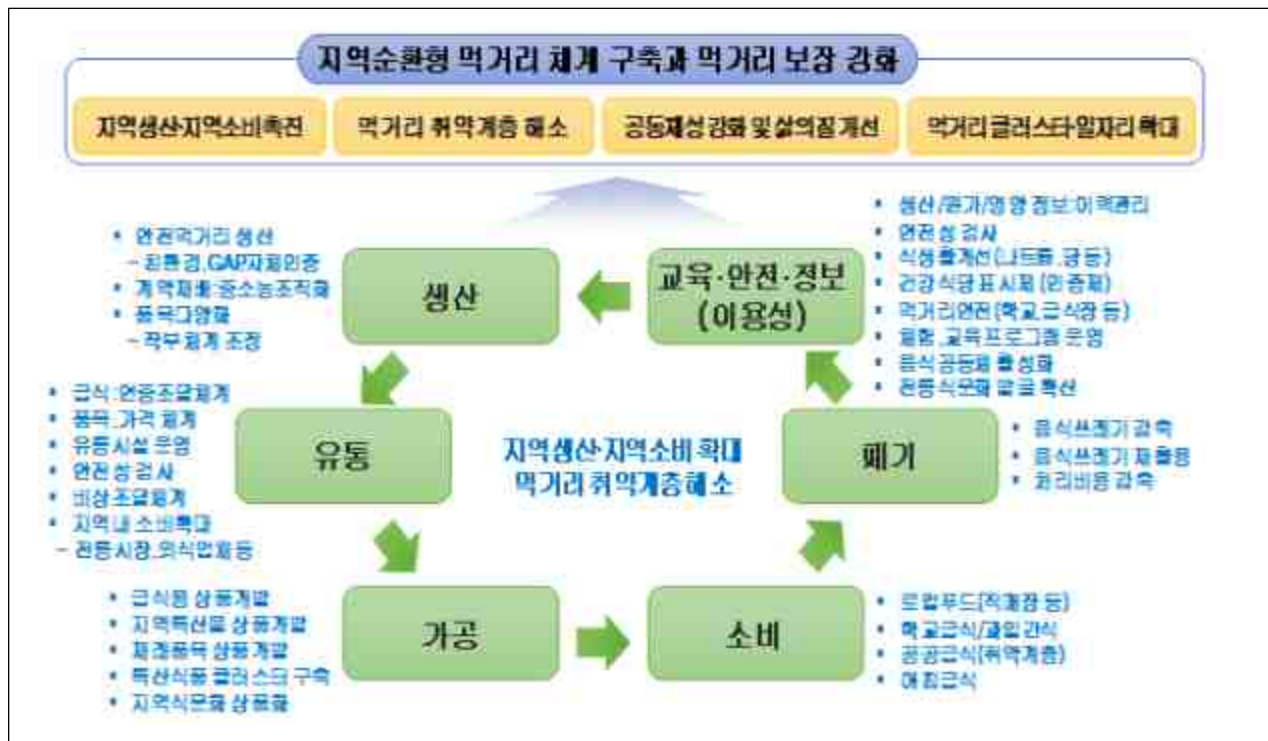 지역순환형 먹거리 체계 구축과 먹거리 보장 강화
지역생산·지역소비촉진
먹거리 취약계층 해소
공동체성 강화 및 삶의질 개선
먹거리 클러스터·일자리 확대
• 안전먹거리 생산
– 친환경, GAP자체인증
• 계약재배·중소농조직화
• 품목다양화
– 작부체계 조정
생산
교육·안전·정보
(이용성)
• 생산/원가/영양 정보:이력관리
• 안전성 검사
• 식생활개선(나트륨, 당 등)
• 건강식당 표시제 (인증제)
• 먹거리안전(학교, 급식장 등)
• 체험, 교육프로그램 운영
• 음식공동체 활성화
• 전통식문화 발굴 확산
• 급식:연중조달체계
• 품목, 가격 체계
• 유통시설 운영
• 안전성 검사
• 비상조달체계
• 지역내 소비확대
– 전통시장, 외식업체등
유통
지역생산·지역소비 확대
먹거리 취약계층해소
폐기
• 음식쓰레기 감축
• 음식쓰레기 재활용
• 처리비용 감축
• 급식용 상품개발
• 지역특산물 상품개발
• 제례품목 상품개발
• 특산식품 클러스터 구축
• 지역식문화 상품화
가공
소비
• 로컬푸드(직매장 등)
• 학교급식/과일간식
• 공공급식(취약계층)